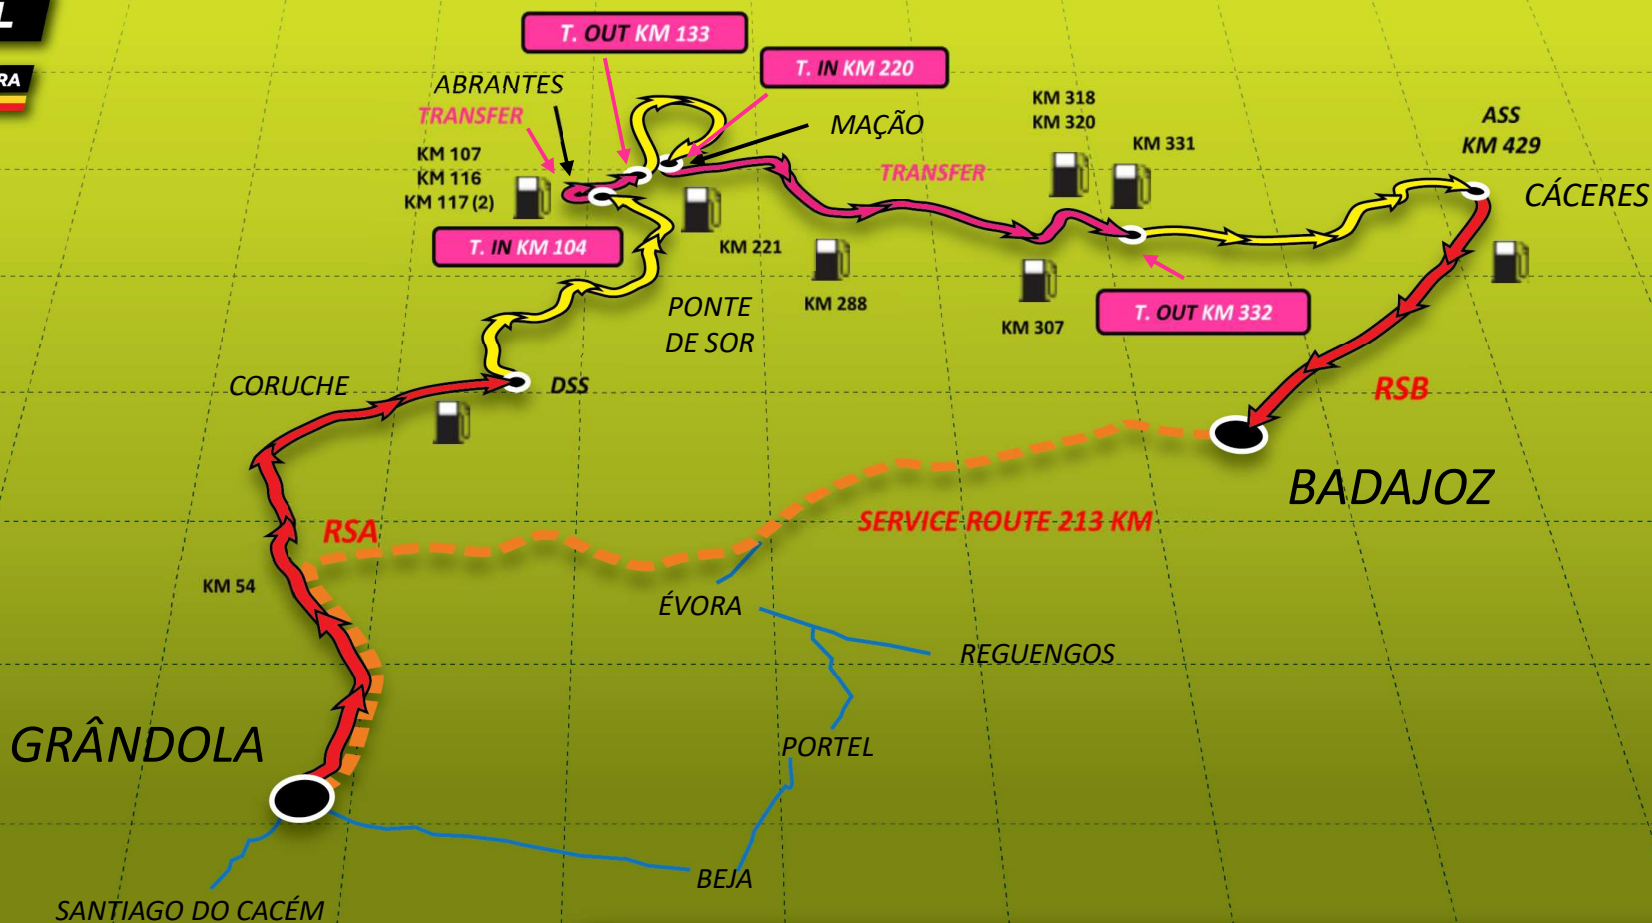 L
RA
T. OUT KM 133
T. IN KM 220
ABRANTES
TRANSFER
MAÇÃO
KM 107
KM 116
KM 117 (2)
T. IN KM 104
KM 221
KM 288
TRANSFER
KM 318
KM 320
KM 331
KM 307
T. OUT KM 332
ASS
KM 429
CÁCERES
PONTE
DE SOR
CORUCHE
DSS
RSB
BADAJOZ
SERVICE ROUTE 213 KM
RSA
KM 54
ÉVORA
REGUENGOS
GRÂNDOLA
PORTEL
BEJA
SANTIAGO DO CACÉM